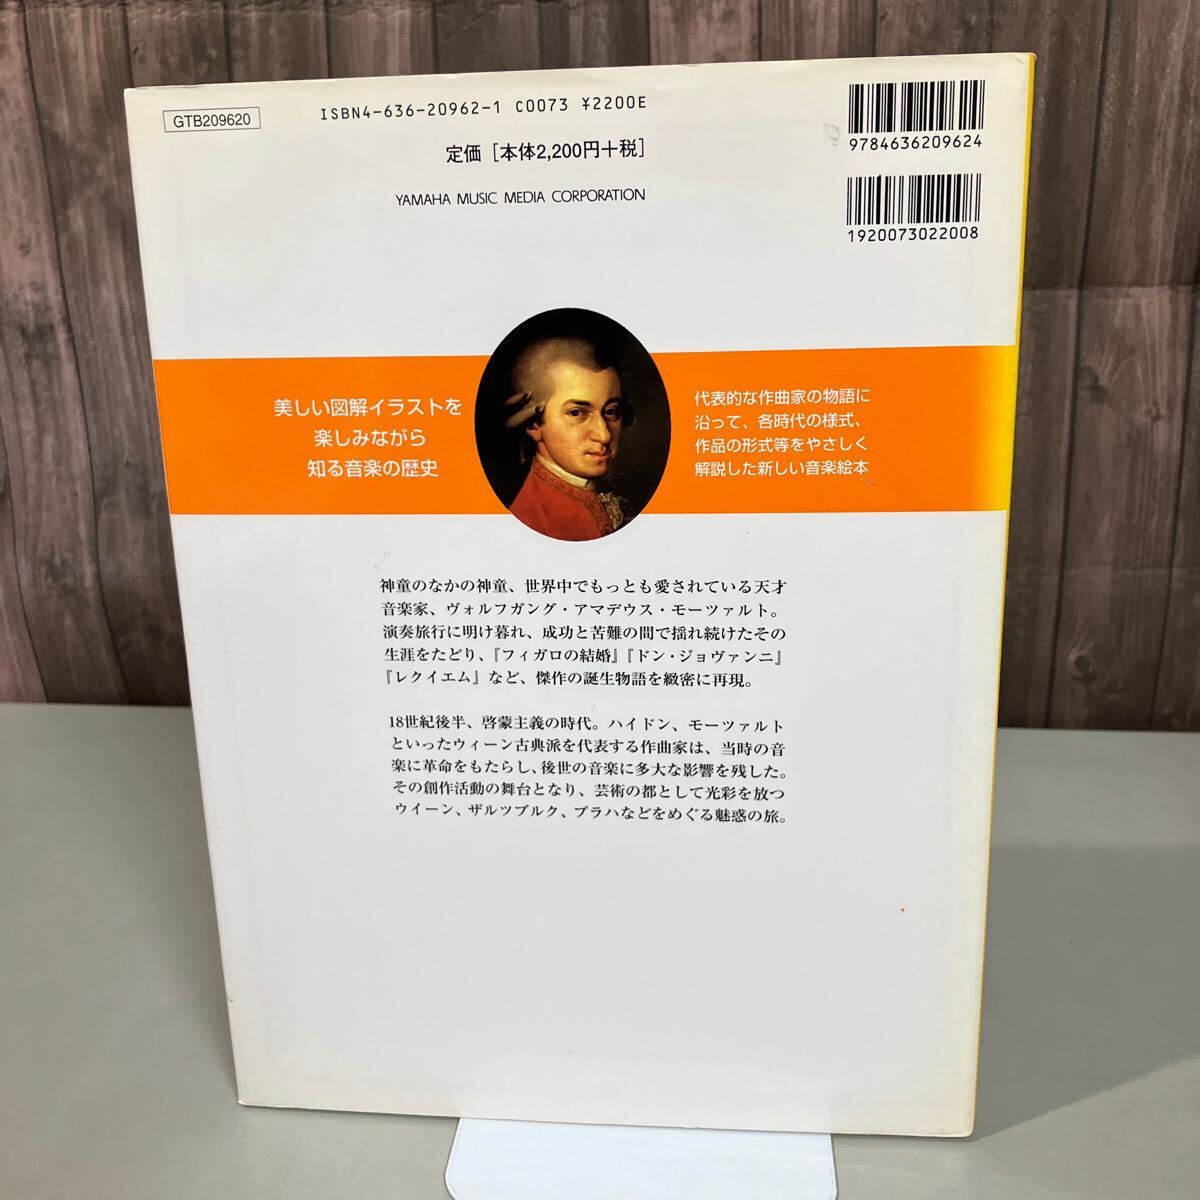 GTB209620
ISBN4-636-20962-1 C0073 ¥2200E
定価［本体2,200円＋税］
YAMAHA MUSIC MEDIA CORPORATION
9784636209624
1920073022008
美しい図解イラストを
楽しみながら
知る音楽の歴史
代表的な作曲家の物語に
沿って、各時代の様式、
作品の形式等をやさしく
解説した新しい音楽絵本
神童のなかの神童、世界中でもっとも愛されている天才
音楽家、ヴォルフガング・アマデウス・モーツァルト。
演奏旅行に明け暮れ、成功と苦難の間で揺れ続けたその
生涯をたどり、『フィガロの結婚』『ドン・ジョヴァンニ』
『レクイエム』など、傑作の誕生物語を緻密に再現。
18世紀後半、啓蒙主義の時代。ハイドン、モーツァルト
といったウィーン古典派を代表する作曲家は、当時の音
楽に革命をもたらし、後世の音楽に多大な影響を残した。
その創作活動の舞台となり、芸術の都として光彩を放つ
ウイーン、ザルツブルク、プラハなどをめぐる魅惑の旅。